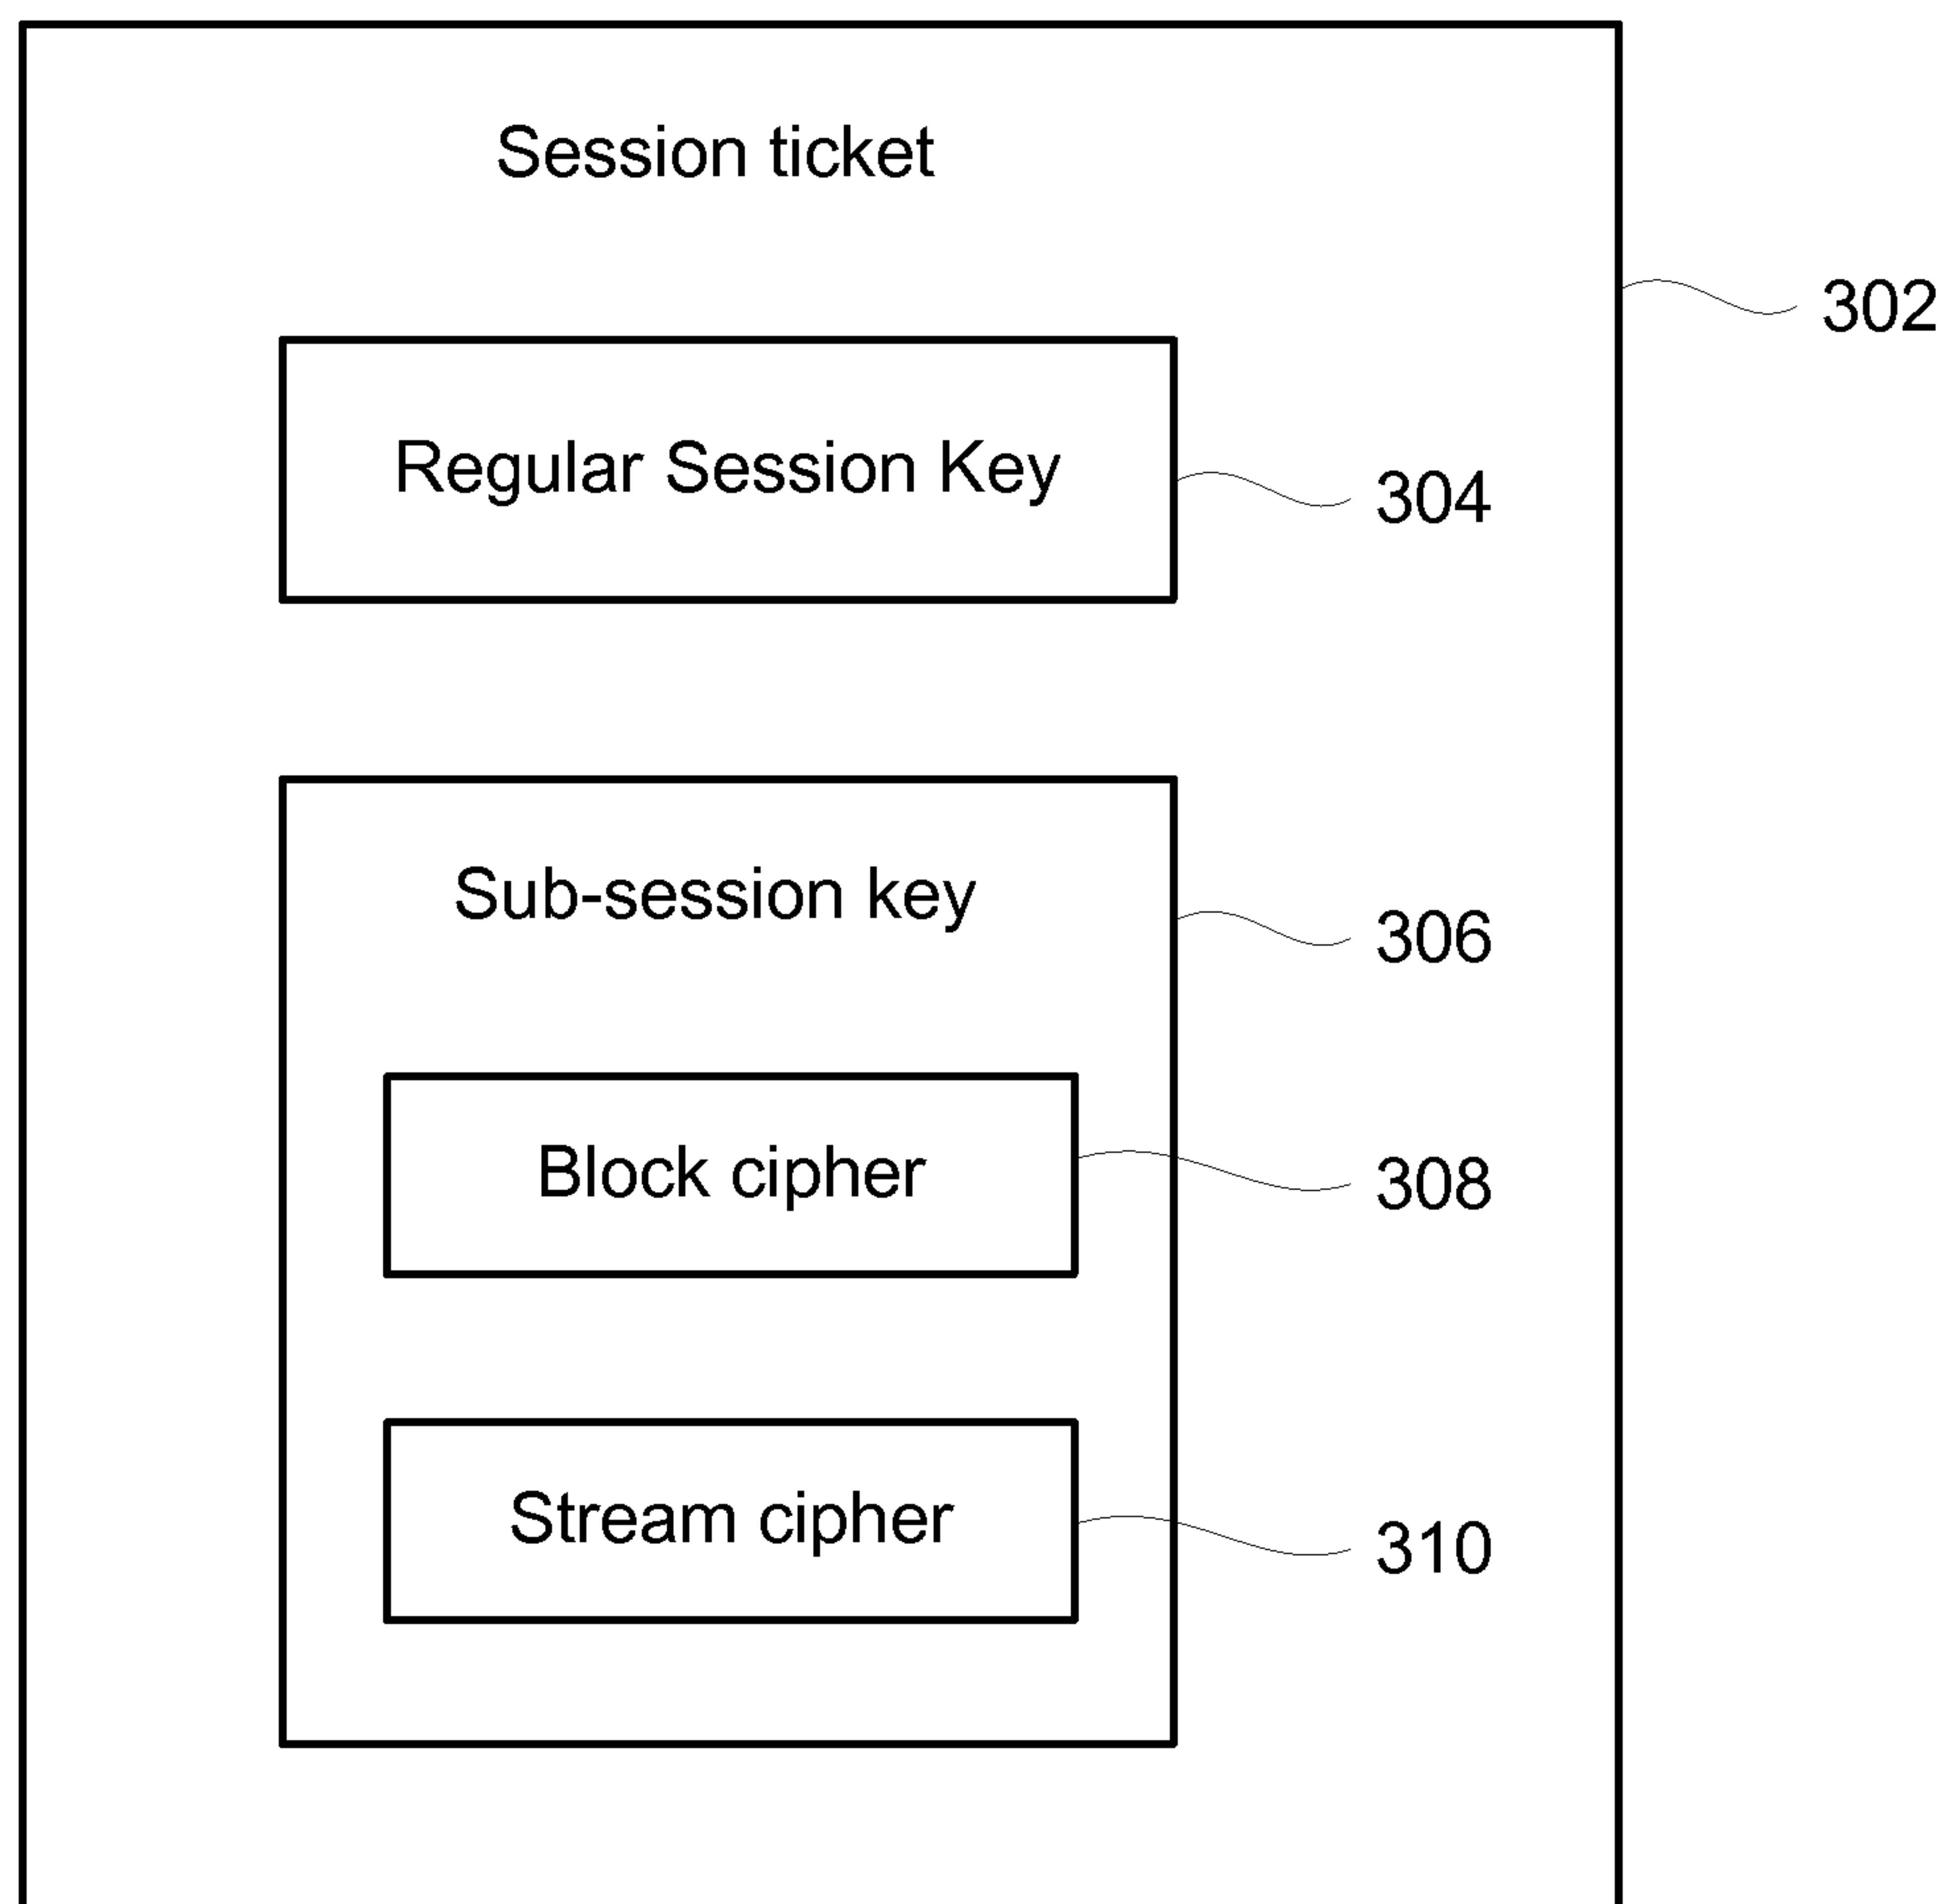 Session ticket
302
Regular Session Key
304
Sub-session key
306
Block cipher
308
Stream cipher
310